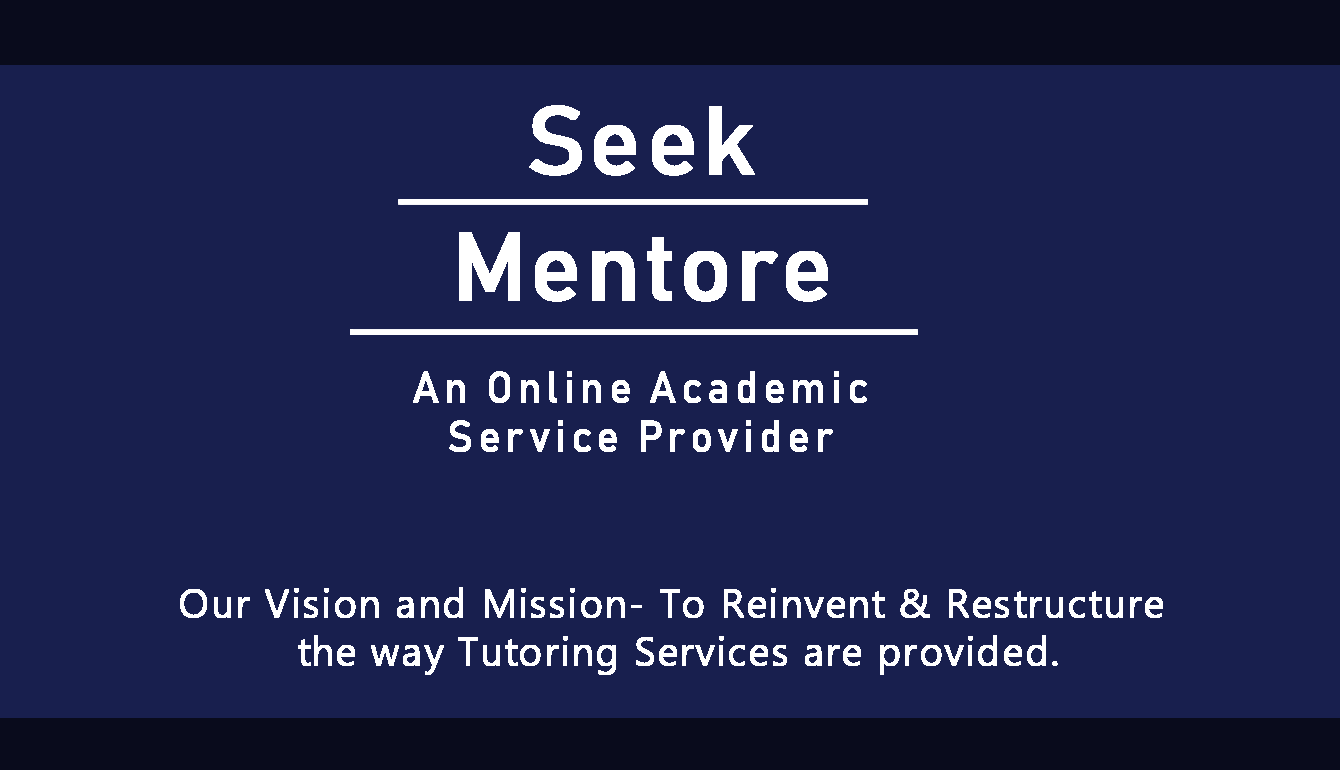 Seek
Mentore
An Online Academic
Service Provider
Our Vision and Mission- To Reinvent & Restructure
the way Tutoring Services are provided.